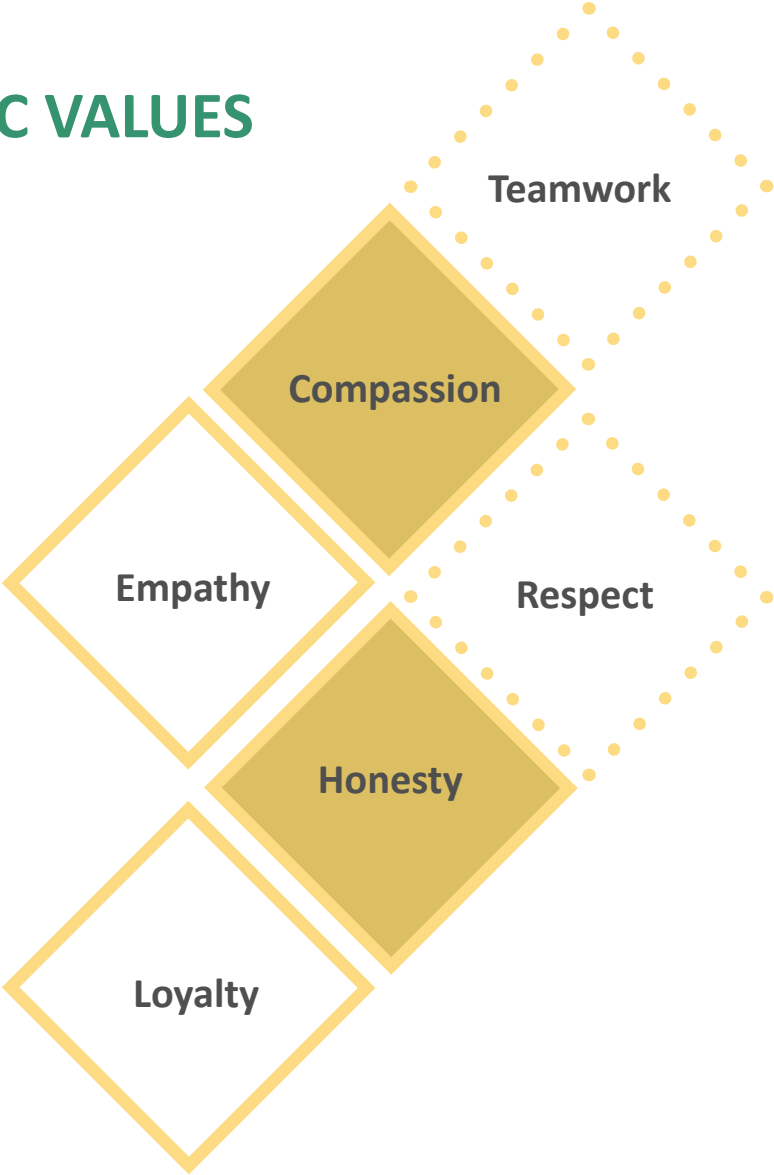 C VALUES
Teamwork
Compassion
Empathy
Respect
Honesty
Loyalty